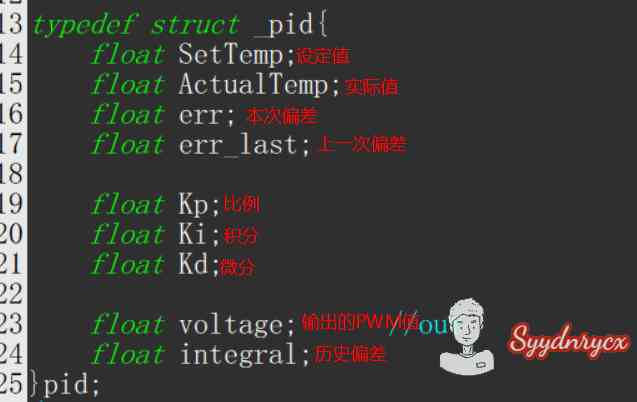 13 typedef struct _pid{
14 float SetTemp;设定值
15 float ActualTemp;实际值
16 float err; 本次偏差
17 float err_last;上一次偏差
18
19 float Kp;比例
20 float Ki;积分
21 float Kd;微分
22
23 float voltage;输出的PWM值 //ou
24 float integral;历史偏差
25 }pid;
Syydnrycx